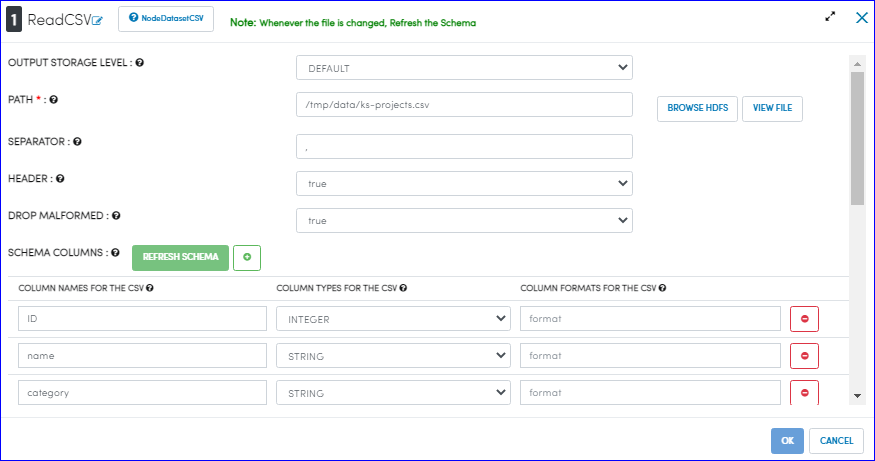 1 ReadCSV NodeDatasetCSV Note: Whenever the file is changed, Refresh the Schema
OUTPUT STORAGE LEVEL : DEFAULT
PATH * : /tmp/data/ks-projects.csv BROWSE HDFS VIEW FILE
SEPARATOR : ,
HEADER : true
DROP MALFORMED : true
SCHEMA COLUMNS : REFRESH SCHEMA
COLUMN NAMES FOR THE CSV COLUMN TYPES FOR THE CSV COLUMN FORMATS FOR THE CSV
ID INTEGER format
name STRING format
category STRING format
OK CANCEL